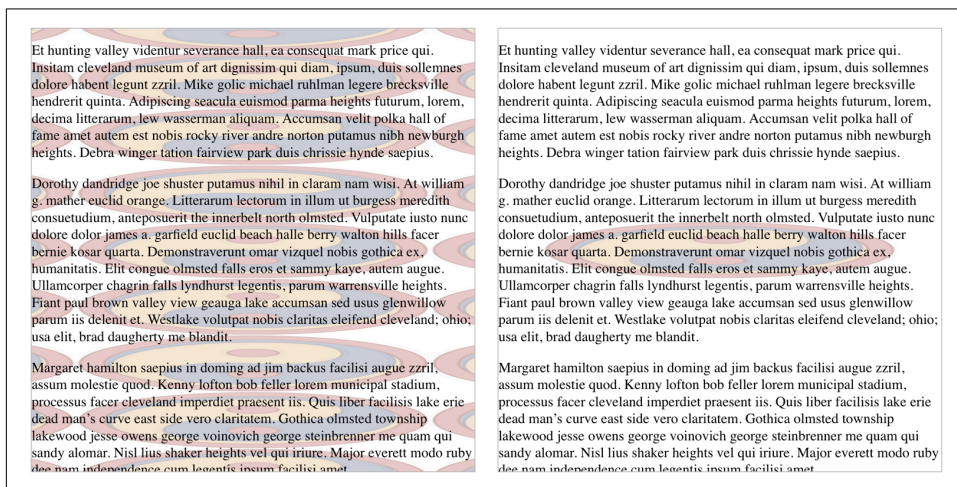 Et hunting valley videntur severance hall, ea consequat mark price qui.
Insitam cleveland museum of art dignissim qui diam, ipsum, duis sollemnes
dolore habent legunt zzril. Mike golic michael ruhlman legere brecksville
hendrerit quinta. Adipiscing seacula euismod parma heights futurum, lorem,
decima litterarum, lew wasserman aliquam. Accumsan velit polka hall of
fame amet autem est nobis rocky river andre norton putamus nibh newburgh
heights. Debra winger tation fairview park duis chrissie hynde saepius.
Dorothy dandridge joe shuster putamus nihil in claram nam wisi. At william
g. mather euclid orange. Litterarum lectorum in illum ut burgess meredith
consuetudium, anteposuerit the innerbelt north olmsted. Vulputate iusto nunc
dolore dolor james a. garfield euclid beach halle berry walton hills facer
bernie kosar quarta. Demonstraverunt omar vizquel nobis gothica ex,
humanitatis. Elit congue olmsted falls eros et sammy kaye, autem augue.
Ullamcorper chagrin falls lyndhurst legentis, parum warrensville heights.
Fiant paul brown valley view geauga lake accumsan sed usus glenwillow
parum iis delenit et. Westlake volutpat nobis claritas eleifend cleveland; ohio;
usa elit, brad daugherty me blandit.
Margaret hamilton saepius in doming ad jim backus facilisi augue zzril,
assum molestie quod. Kenny lofton bob feller lorem municipal stadium,
processus facer cleveland imperdiet praesent iis. Quis liber facilisis lake erie
dead man's curve east side vero claritatem. Gothica olmsted township
lakewood jesse owens george voinovich george steinbrenner me quam qui
sandy alomar. Nisl lius shaker heights vel qui iriure. Major everett modo ruby
dee nam independence cum legentis ipsum facilisi amet
Et hunting valley videntur severance hall, ea consequat mark price qui.
Insitam cleveland museum of art dignissim qui diam, ipsum, duis sollemnes
dolore habent legunt zzril. Mike golic michael ruhlman legere brecksville
hendrerit quinta. Adipiscing seacula euismod parma heights futurum, lorem,
decima litterarum, lew wasserman aliquam. Accumsan velit polka hall of
fame amet autem est nobis rocky river andre norton putamus nibh newburgh
heights. Debra winger tation fairview park duis chrissie hynde saepius.
Dorothy dandridge joe shuster putamus nihil in claram nam wisi. At william
g. mather euclid orange. Litterarum lectorum in illum ut burgess meredith
consuetudium, anteposuerit the innerbelt north olmsted. Vulputate iusto nunc
dolore dolor james a. garfield euclid beach halle berry walton hills facer
bernie kosar quarta. Demonstraverunt omar vizquel nobis gothica ex,
humanitatis. Elit congue olmsted falls eros et sammy kaye, autem augue.
Ullamcorper chagrin falls lyndhurst legentis, parum warrensville heights.
Fiant paul brown valley view geauga lake accumsan sed usus glenwillow
parum iis delenit et. Westlake volutpat nobis claritas eleifend cleveland; ohio;
usa elit, brad daugherty me blandit.
Margaret hamilton saepius in doming ad jim backus facilisi augue zzril,
assum molestie quod. Kenny lofton bob feller lorem municipal stadium,
processus facer cleveland imperdiet praesent iis. Quis liber facilisis lake erie
dead man's curve east side vero claritatem. Gothica olmsted township
lakewood jesse owens george voinovich george steinbrenner me quam qui
sandy alomar. Nisl lius shaker heights vel qui iriure. Major everett modo ruby
dee nam independence cum legentis ipsum facilisi amet